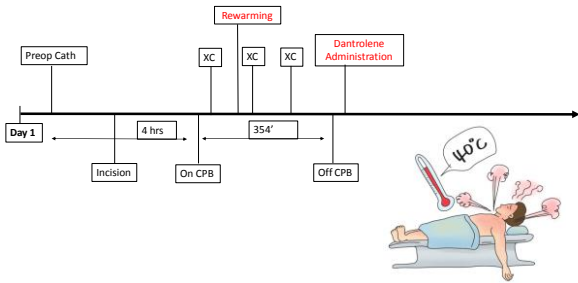 Rewarming
Preop Cath
XC
XC
XC
Dantrolene
Administration
Day 1
4 hrs
354'
Incision
On CPB
Off CPB
40°C